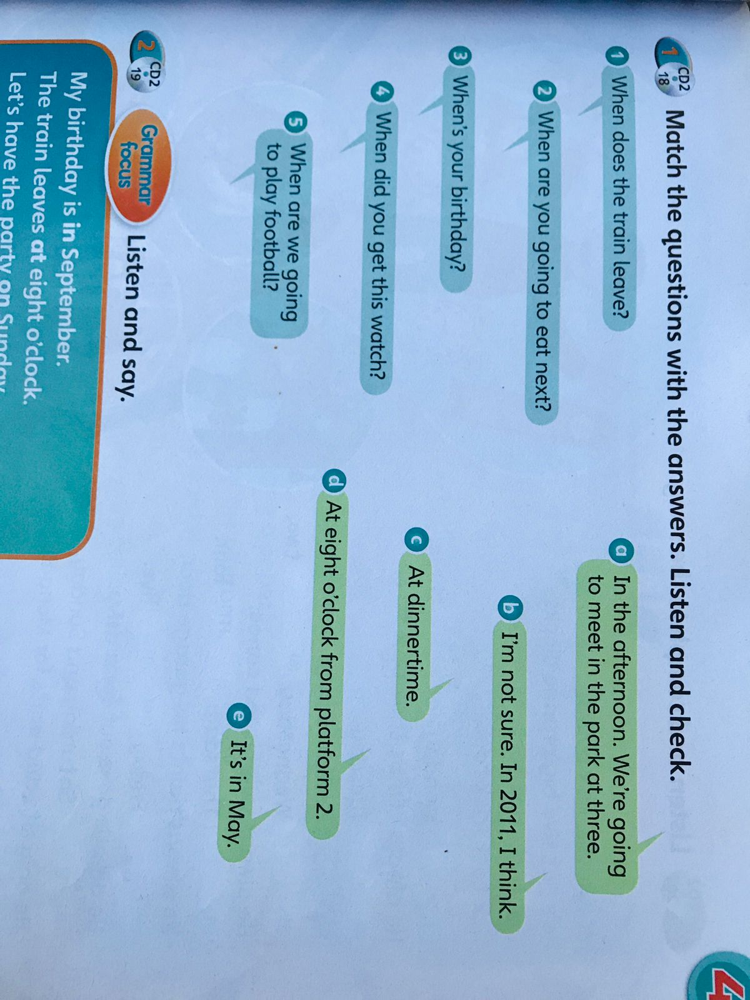 4
1 CD2 18 Match the questions with the answers. Listen and check.
1 When does the train leave?
2 When are you going to eat next?
3 When's your birthday?
4 When did you get this watch?
5 When are we going
to play football?
a In the afternoon. We're going
to meet in the park at three.
b I'm not sure. In 2011, I think.
c At dinnertime.
d At eight o'clock from platform 2.
e It's in May.
2 CD2 19 Grammar
focus
Listen and say.
My birthday is in September.
The train leaves at eight o'clock.
Let's have the party on Sunday